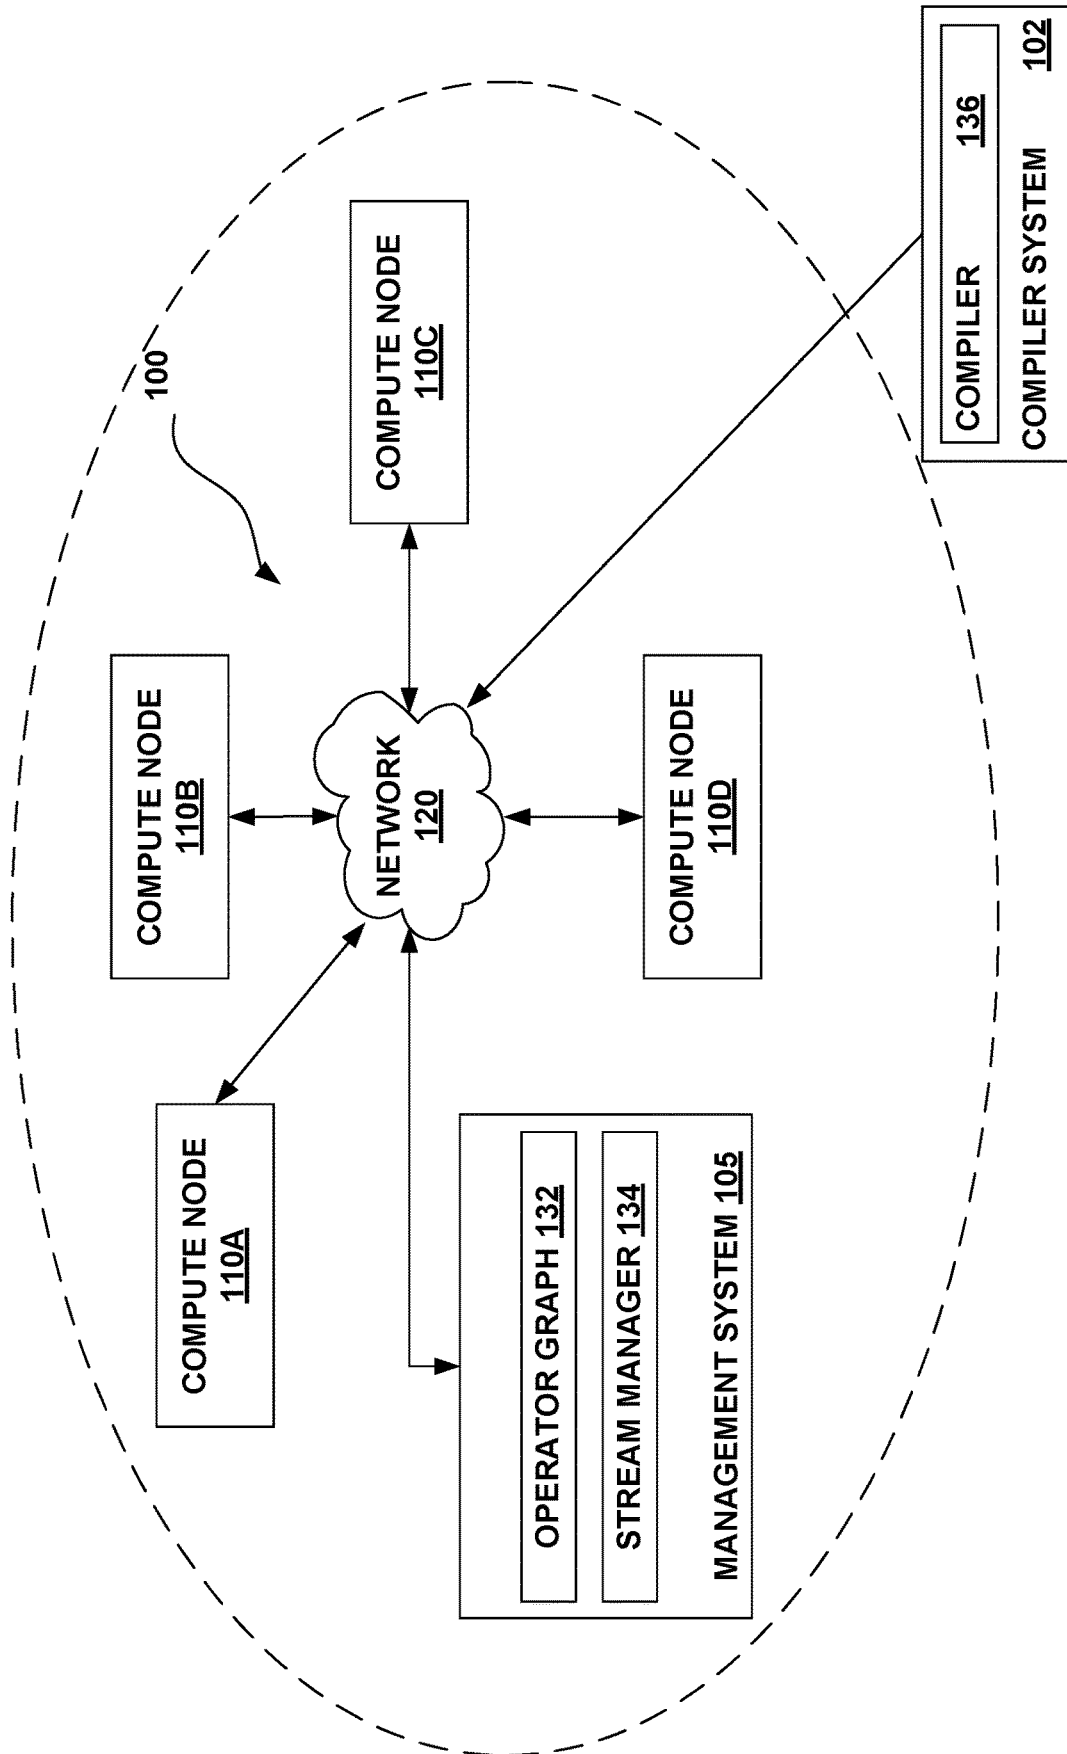 100
COMPUTE NODE
110A
COMPUTE NODE
110B
COMPUTE NODE
110C
NETWORK
120
OPERATOR GRAPH 132
STREAM MANAGER 134
MANAGEMENT SYSTEM 105
COMPUTE NODE
110D
COMPILER 136
COMPILER SYSTEM 102